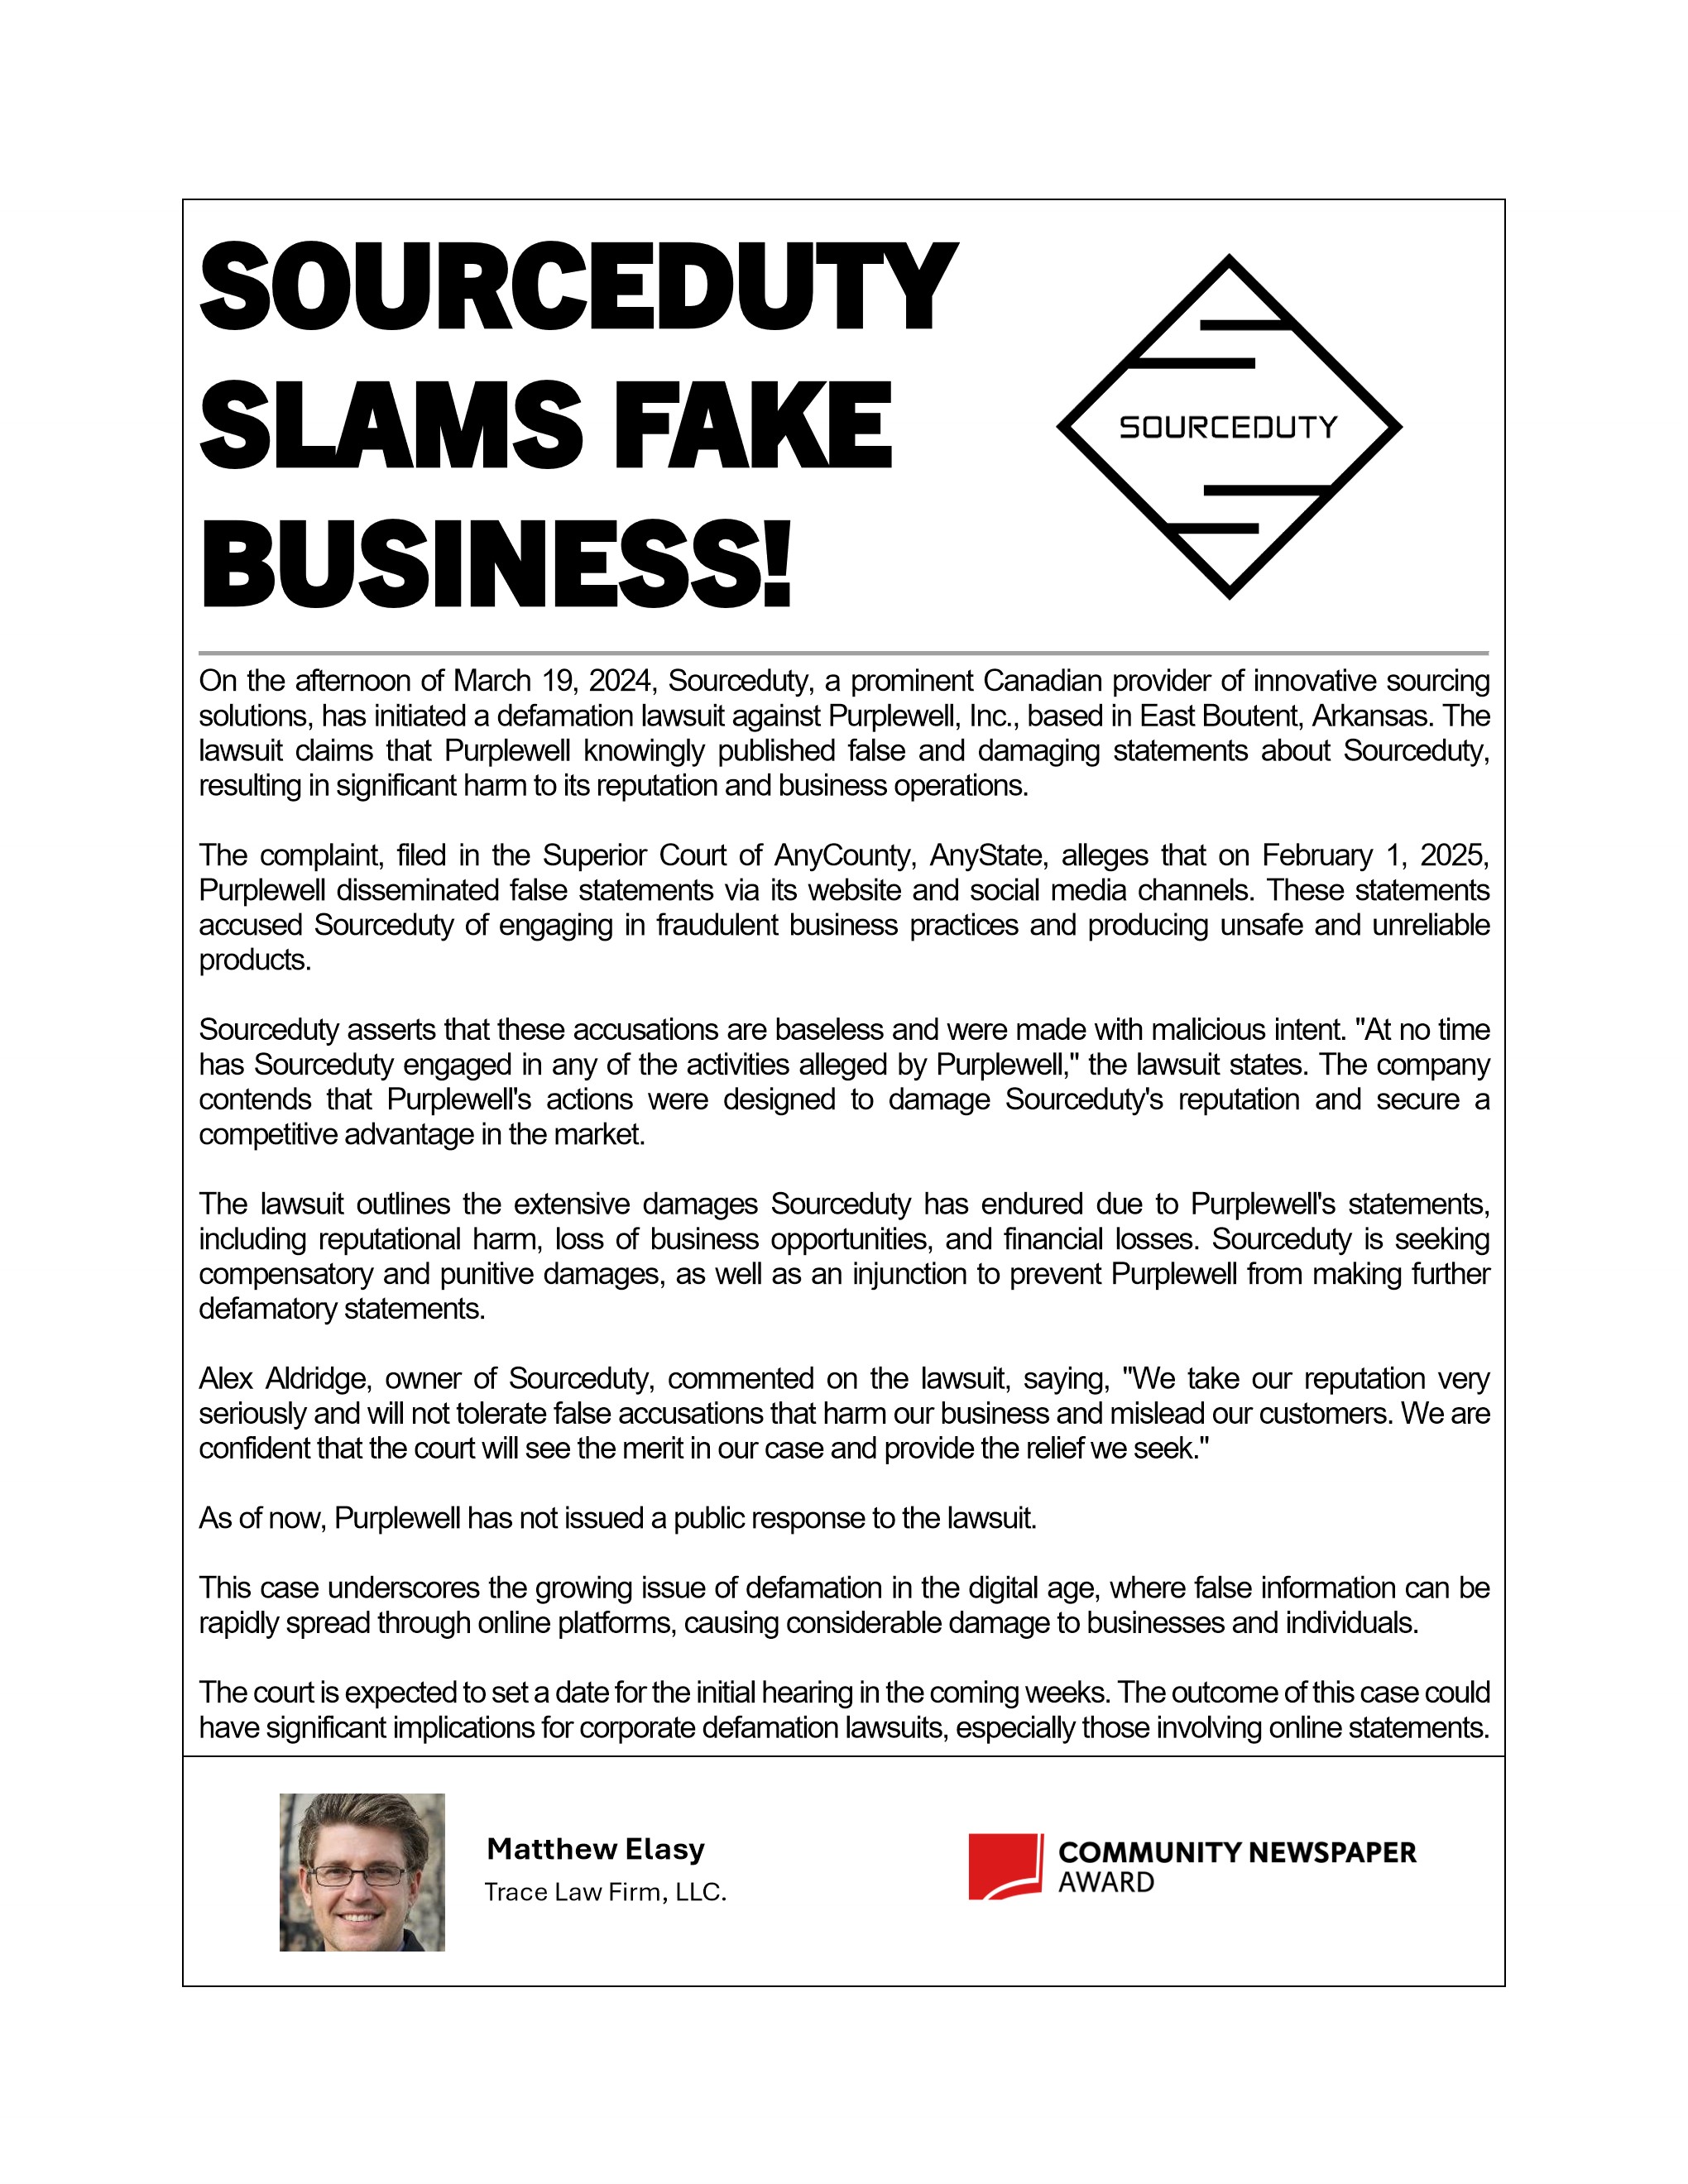 SOURCEDUTY
SLAMS FAKE
BUSINESS!
SOURCEDUTY
On the afternoon of March 19, 2024, Sourceduty, a prominent Canadian provider of innovative sourcing
solutions, has initiated a defamation lawsuit against Purplewell, Inc., based in East Boutent, Arkansas. The
lawsuit claims that Purplewell knowingly published false and damaging statements about Sourceduty,
resulting in significant harm to its reputation and business operations.
The complaint, filed in the Superior Court of AnyCounty, AnyState, alleges that on February 1, 2025,
Purplewell disseminated false statements via its website and social media channels. These statements
accused Sourceduty of engaging in fraudulent business practices and producing unsafe and unreliable
products.
Sourceduty asserts that these accusations are baseless and were made with malicious intent. "At no time
has Sourceduty engaged in any of the activities alleged by Purplewell," the lawsuit states. The company
contends that Purplewell's actions were designed to damage Sourceduty's reputation and secure a
competitive advantage in the market.
The lawsuit outlines the extensive damages Sourceduty has endured due to Purplewell's statements,
including reputational harm, loss of business opportunities, and financial losses. Sourceduty is seeking
compensatory and punitive damages, as well as an injunction to prevent Purplewell from making further
defamatory statements.
Alex Aldridge, owner of Sourceduty, commented on the lawsuit, saying, "We take our reputation very
seriously and will not tolerate false accusations that harm our business and mislead our customers. We are
confident that the court will see the merit in our case and provide the relief we seek."
As of now, Purplewell has not issued a public response to the lawsuit.
This case underscores the growing issue of defamation in the digital age, where false information can be
rapidly spread through online platforms, causing considerable damage to businesses and individuals.
The court is expected to set a date for the initial hearing in the coming weeks. The outcome of this case could
have significant implications for corporate defamation lawsuits, especially those involving online statements.
Matthew Elasy
Trace Law Firm, LLC.
COMMUNITY NEWSPAPER
AWARD